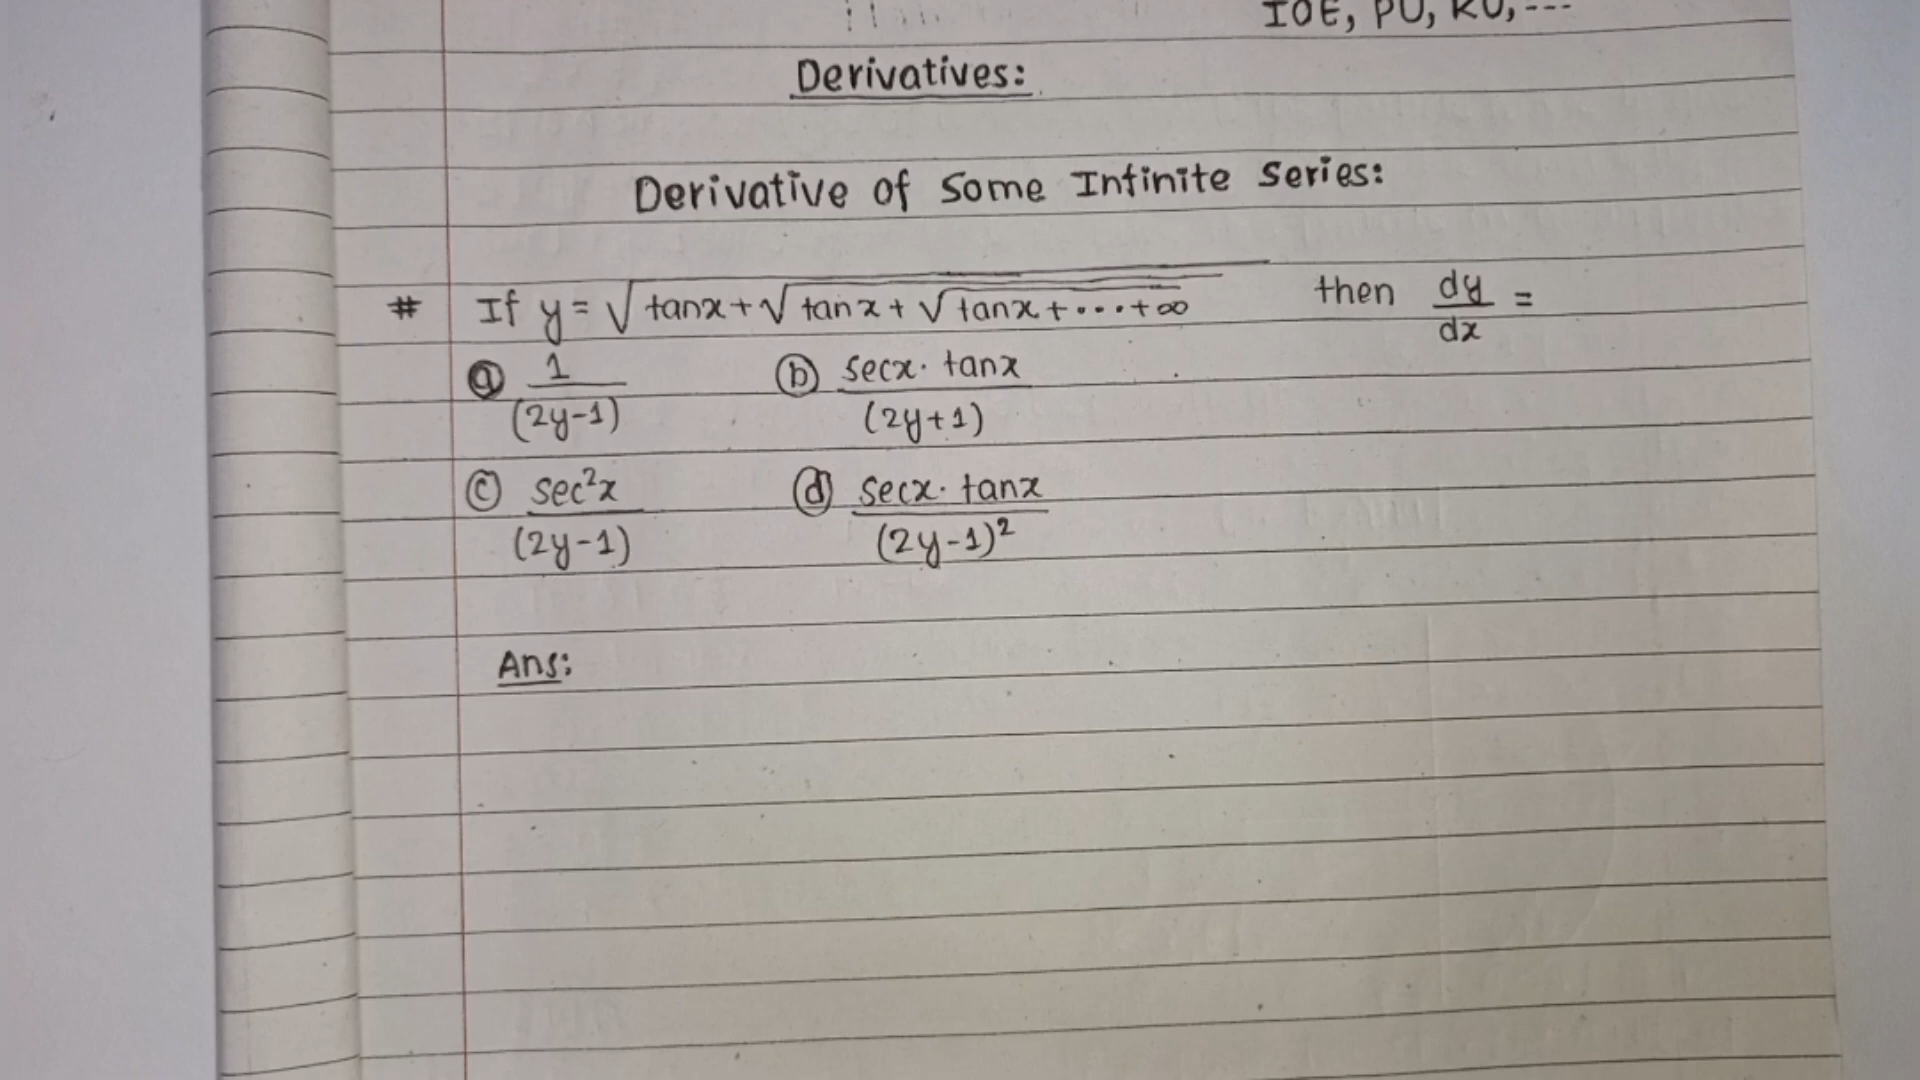 IOE, PU, KU, ---
Derivatives:
Derivative of Some Infinite Series:
# If y = √tanx + √tanx + √tanx + ... + ∞ then dy/dx =
ⓐ 1/(2y-1) ⓑ secx· tanx/(2y+1)
ⓒ sec²x/(2y-1) ⓓ secx· tanx/(2y-1)²
Ans: